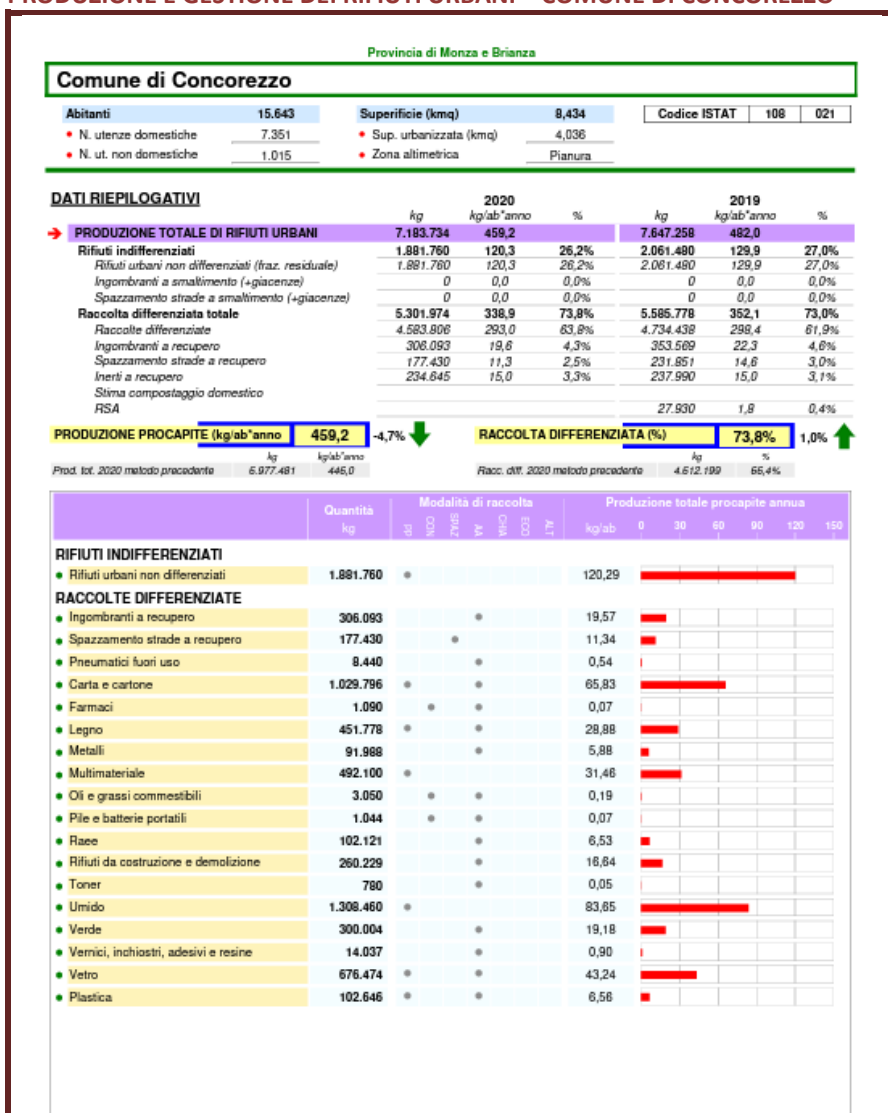 PRODUZIONE E GESTIONE DEI RIFIUTI URBANI – COMUNE DI CONCOREZZO
Provincia di Monza e Brianza
Comune di Concorezzo
Abitanti 15.643 Superificie (kmq) 8,434 Codice ISTAT 108 021
N. utenze domestiche 7.351 Sup. urbanizzata (kmq) 4,036
N. ut. non domestiche 1.015 Zona altimetrica Pianura
DATI RIEPILOGATIVI 2020 2019
kg kg/ab*anno % kg kg/ab*anno %
PRODUZIONE TOTALE DI RIFIUTI URBANI 7.183.734 459,2 7.647.258 482,0
Rifiuti indifferenziati 1.881.760 120,3 26,2% 2.061.480 129,9 27,0%
Rifiuti urbani non differenziati (fraz. residuale) 1.881.760 120,3 26,2% 2.061.480 129,9 27,0%
Ingombranti a smaltimento (+giacenze) 0 0,0 0,0% 0 0,0 0,0%
Spazzamento strade a smaltimento (+giacenze) 0 0,0 0,0% 0 0,0 0,0%
Raccolta differenziata totale 5.301.974 338,9 73,8% 5.585.778 352,1 73,0%
Raccolte differenziate 4.583.806 293,0 63,8% 4.734.438 298,4 61,9%
Ingombranti a recupero 306.093 19,6 4,3% 353.569 22,3 4,6%
Spazzamento strade a recupero 177.430 11,3 2,5% 231.851 14,6 3,0%
Inerti a recupero 234.645 15,0 3,3% 237.990 15,0 3,1%
Stima compostaggio domestico
RSA 27.930 1,8 0,4%
PRODUZIONE PROCAPITE (kg/ab*anno 459,2 -4,7% RACCOLTA DIFFERENZIATA (%) 73,8% 1,0%
kg kg/ab*anno kg %
Prod. tot. 2020 metodo precedente 6.977.481 446,0 Racc. diff. 2020 metodo precedente 4.612.199 66,4%
Quantità Modalità di raccolta Produzione totale procapite annua
kg PP CON SPAZ AA CHIA ECO ALT kg/ab 0 30 60 90 120 150
RIFIUTI INDIFFERENZIATI
Rifiuti urbani non differenziati 1.881.760 120,29
RACCOLTE DIFFERENZIATE
Ingombranti a recupero 306.093 19,57
Spazzamento strade a recupero 177.430 11,34
Pneumatici fuori uso 8.440 0,54
Carta e cartone 1.029.796 65,83
Farmaci 1.090 0,07
Legno 451.778 28,88
Metalli 91.988 5,88
Multimateriale 492.100 31,46
Oli e grassi commestibili 3.050 0,19
Pile e batterie portatili 1.044 0,07
Raee 102.121 6,53
Rifiuti da costruzione e demolizione 260.229 16,64
Toner 780 0,05
Umido 1.308.460 83,65
Verde 300.004 19,18
Vernici, inchiostri, adesivi e resine 14.037 0,90
Vetro 676.474 43,24
Plastica 102.646 6,56